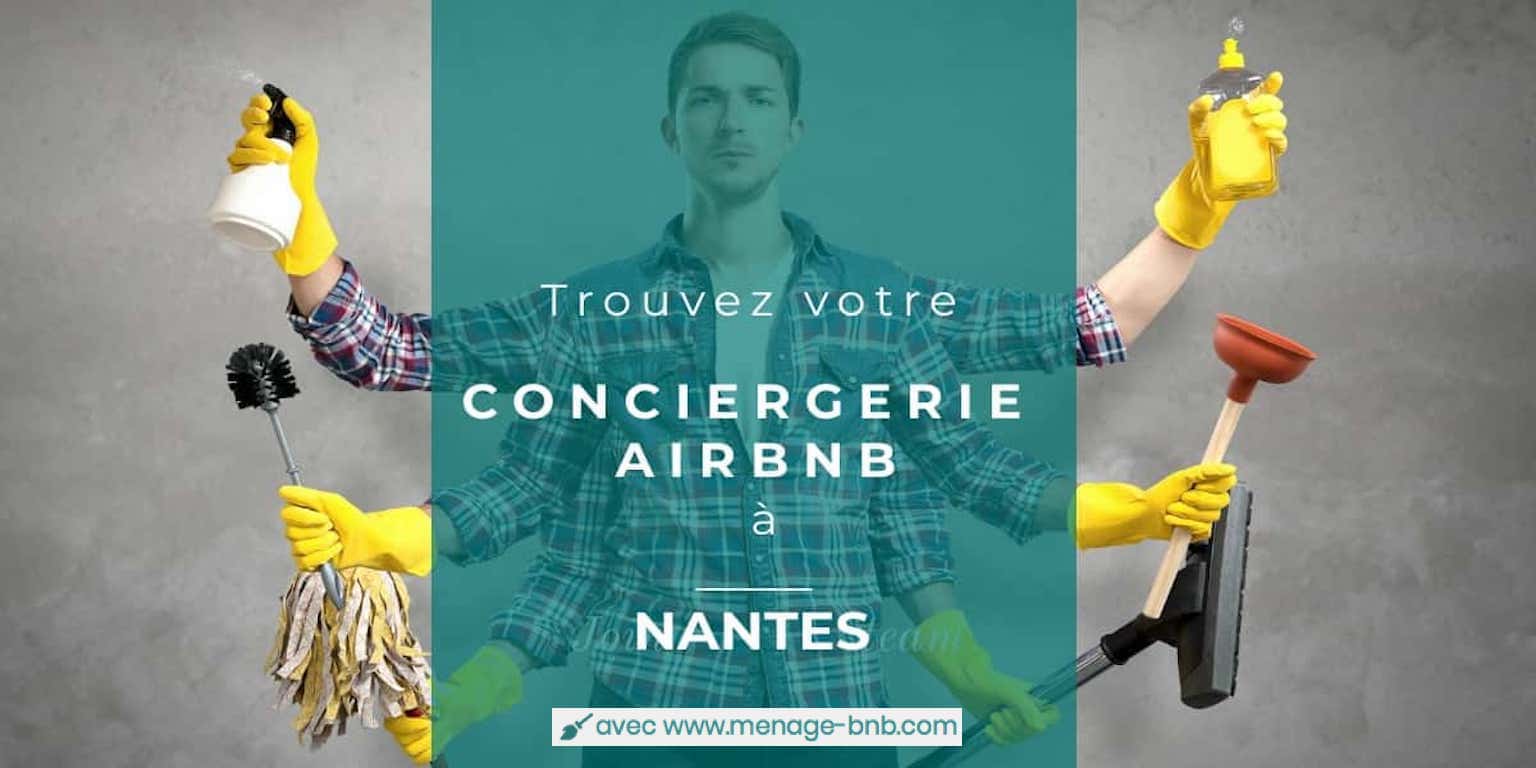 Trouvez votre
CONCIERGERIE
AIRBNB
à
NANTES
avec www.menage-bnb.com